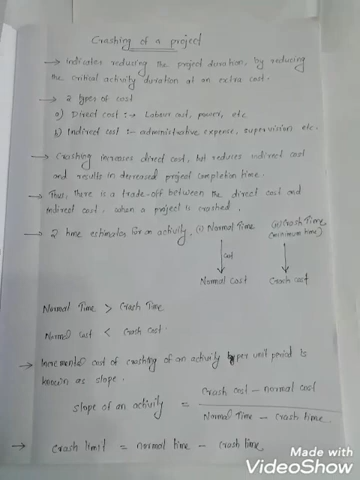 Crashing of a project
→ Indicates reducing the project duration, by reducing
the critical activity duration at an extra cost.
→ 2 types of cost
a) Direct cost :→ Labour cost, power, etc
b) Indirect cost :- administrative expense, supervision etc.
→ Crashing increases direct cost, but reduces indirect cost
and results in decreased project completion time.
→ Thus, there is a trade-off between the direct cost and
indirect cost, when a project is crashed.
→ 2 time estimates for an activity, (i) Normal Time (ii) Crash Time
(minimum time)
↓ cost ↓
Normal Cost Crash cost
Normal Time > Crash Time
Normal cost < Crash cost.
→ Incremental cost of crashing of an activity per unit period is
known as slope.
Slope of an activity = Crash cost - normal cost
Normal Time - crash time.
→ crash limit = normal time - crash time
Made with
VideoShow